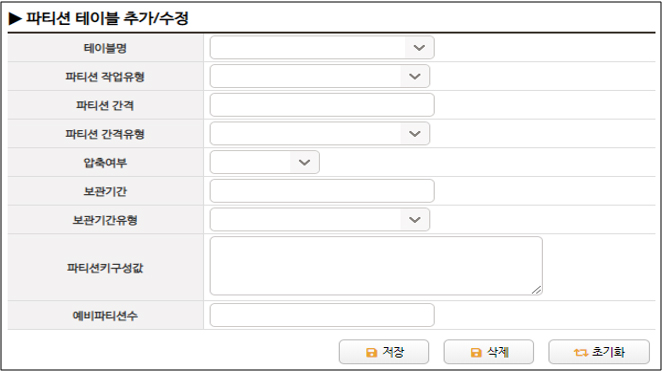 ▶ 파티션 테이블 추가/수정
테이블명
파티션 작업유형
파티션 간격
파티션 간격유형
압축여부
보관기간
보관기간유형
파티션키구성값
예비파티션수
저장 삭제 초기화